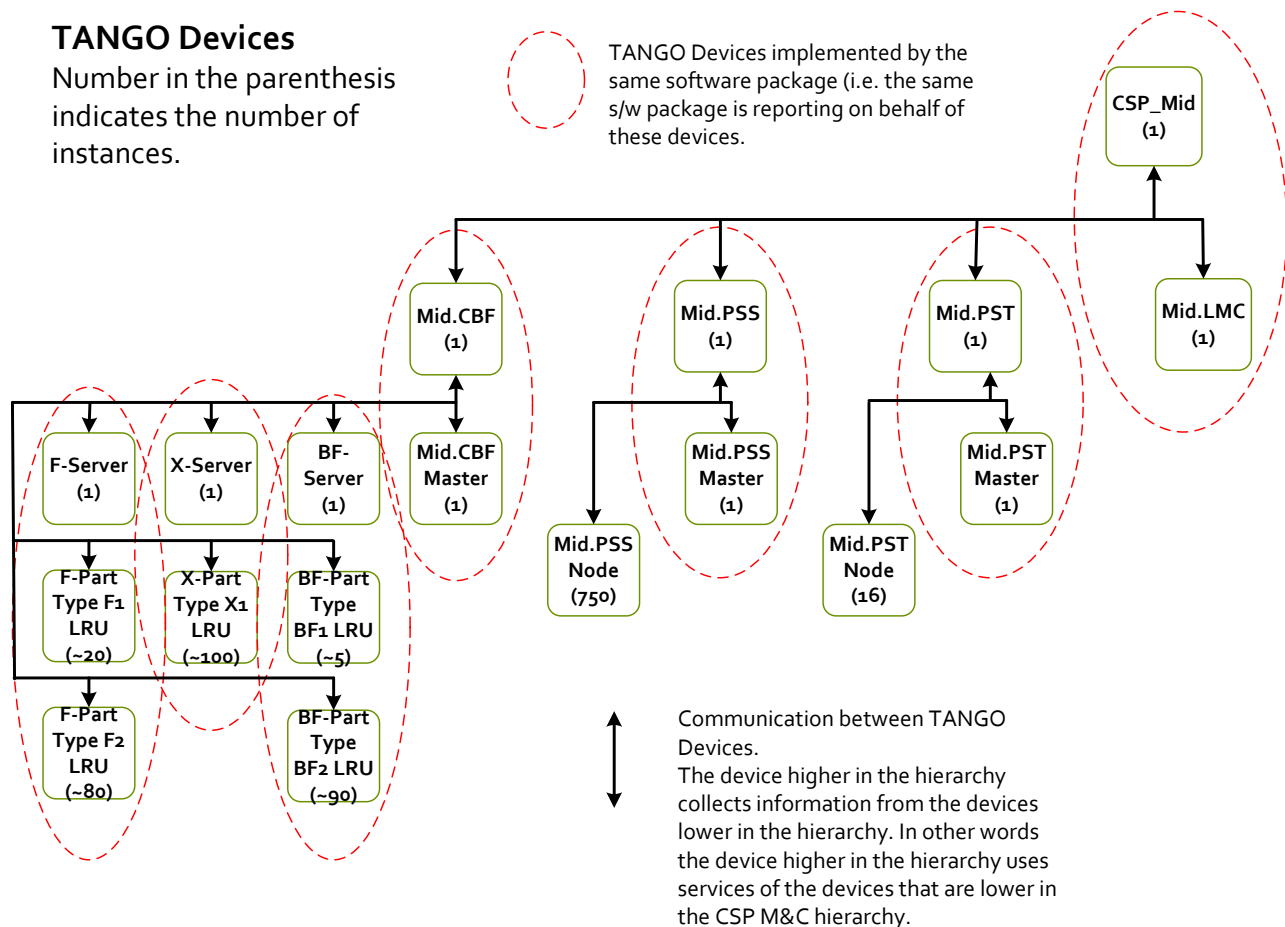 TANGO Devices
Number in the parenthesis
indicates the number of
instances.
TANGO Devices implemented by the
same software package (i.e. the same
s/w package is reporting on behalf of
these devices.
CSP_Mid
(1)
Mid.CBF
(1)
Mid.PSS
(1)
Mid.PST
(1)
Mid.LMC
(1)
F-Server
(1)
X-Server
(1)
BF-
Server
(1)
Mid.CBF
Master
(1)
Mid.PSS
Master
(1)
Mid.PST
Master
(1)
Mid.PSS
Node
(750)
Mid.PST
Node
(16)
F-Part
Type F1
LRU
(~20)
X-Part
Type X1
LRU
(~100)
BF-Part
Type
BF1 LRU
(~5)
F-Part
Type F2
LRU
(~80)
BF-Part
Type
BF2 LRU
(~90)
Communication between TANGO
Devices.
The device higher in the hierarchy
collects information from the devices
lower in the hierarchy. In other words
the device higher in the hierarchy uses
services of the devices that are lower in
the CSP M&C hierarchy.